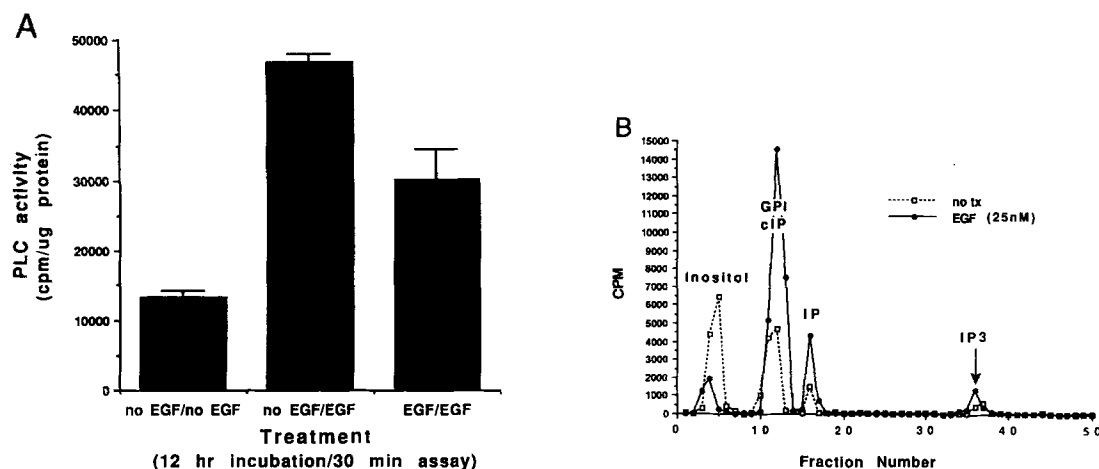 A
PLC activity
(cpm/ug protein)
50000
40000
30000
20000
10000
0
no EGF/no EGF
no EGF/EGF
EGF/EGF
Treatment
(12 hr incubation/30 min assay)
B
CPM
15000
14000
13000
12000
11000
10000
9000
8000
7000
6000
5000
4000
3000
2000
1000
0
Inositol
GPI
cIP
IP
IP3
no tx
EGF (25nM)
0 10 20 30 40 50
Fraction Number